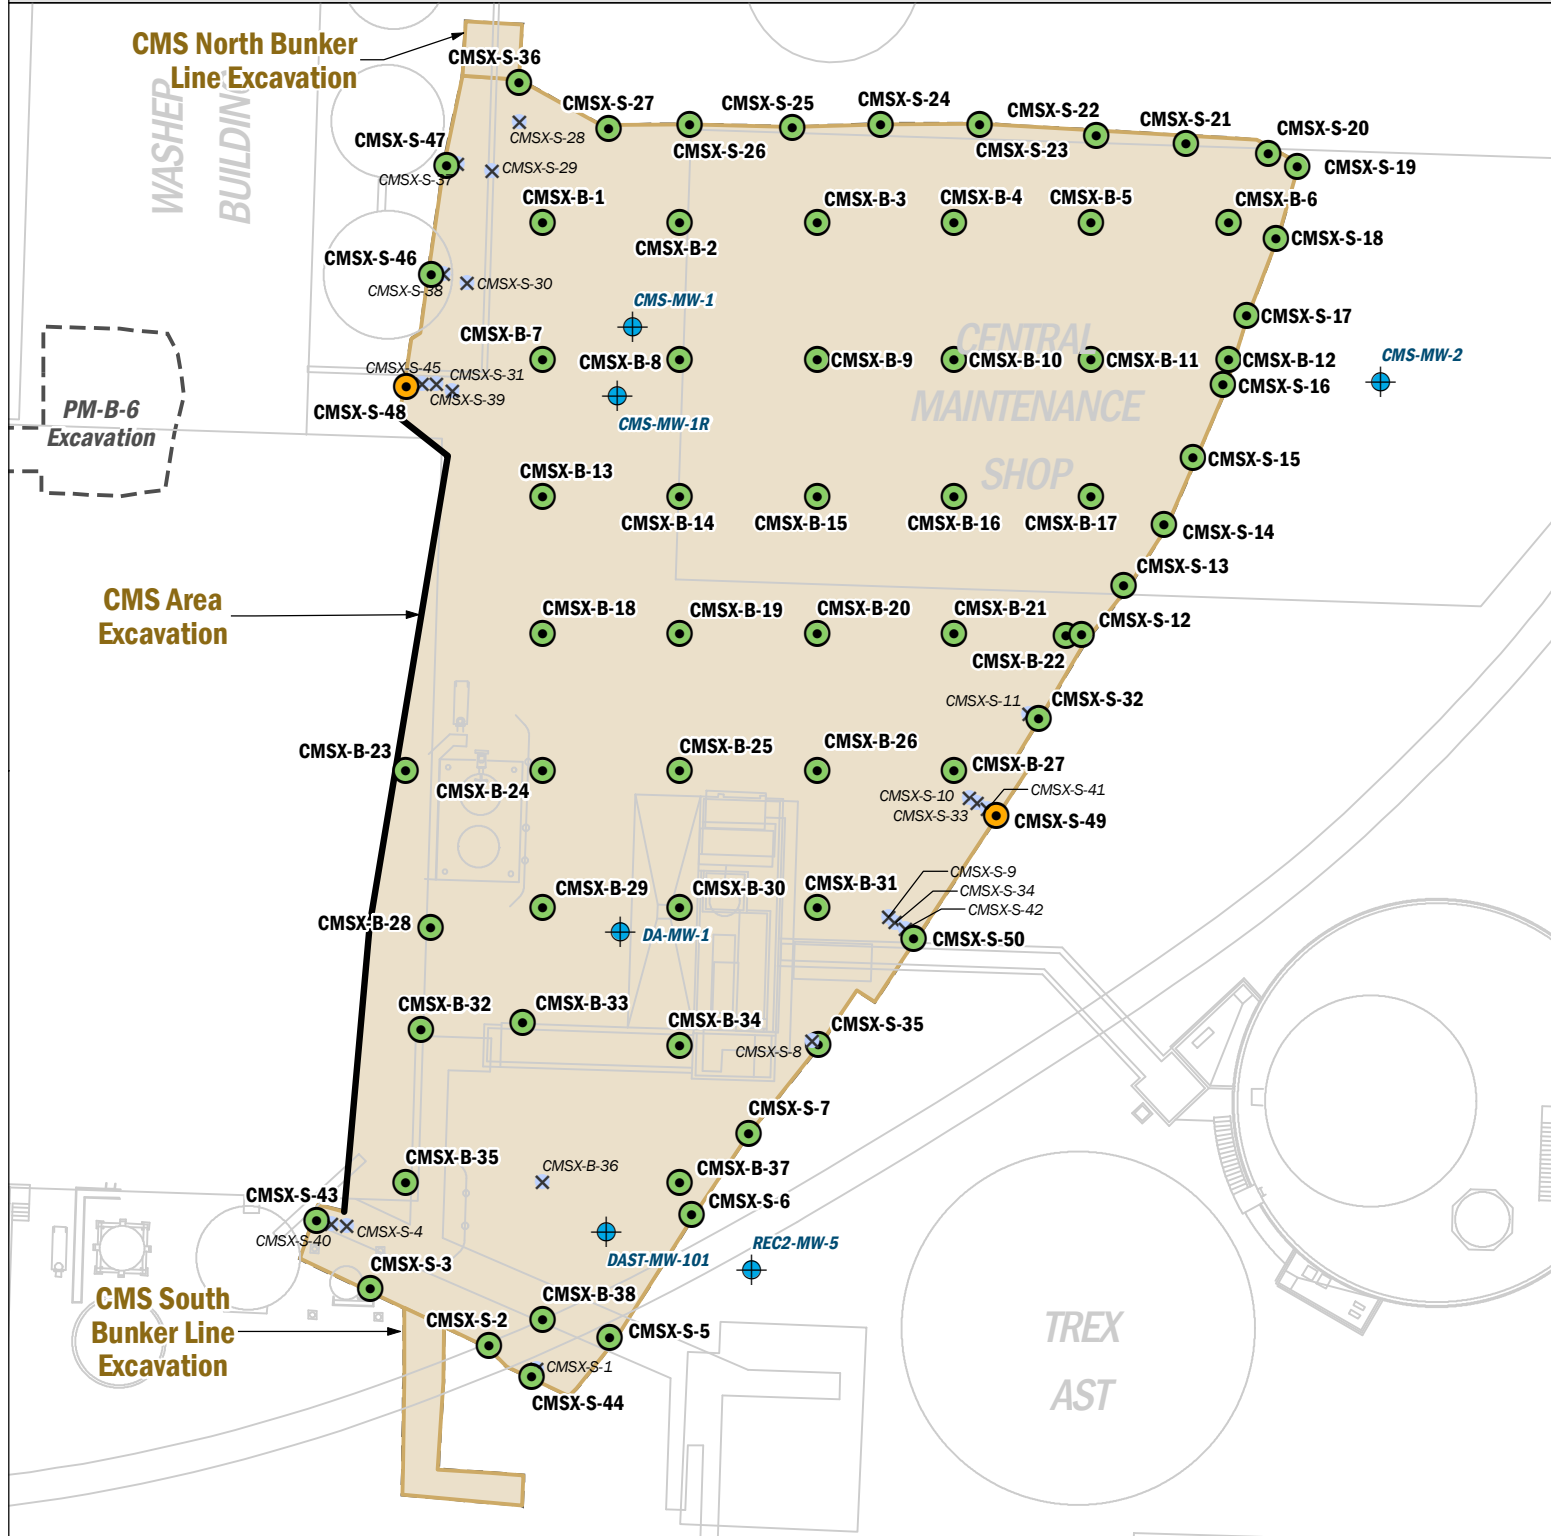 CMS North Bunker
Line Excavation
WASHEP
BUILDING
CMSX-S-36
CMSX-S-27
CMSX-S-28
CMSX-S-25
CMSX-S-26
CMSX-S-24
CMSX-S-22
CMSX-S-23
CMSX-S-21
CMSX-S-20
CMSX-S-19
CMSX-S-47
CMSX-S-37
CMSX-S-29
CMSX-B-1
CMSX-B-2
CMSX-B-3
CMSX-B-4
CMSX-B-5
CMSX-B-6
CMSX-S-18
CMSX-S-46
CMSX-S-38
CMSX-S-30
CMS-MW-1
CMSX-S-17
CMSX-B-7
CMSX-B-8
CMSX-B-9
CENTRAL
MAINTENANCE
SHOP
CMSX-B-10
CMSX-B-11
CMSX-B-12
CMSX-S-16
CMS-MW-2
CMSX-S-45
CMSX-S-31
CMSX-S-39
CMSX-S-48
CMS-MW-1R
PM-B-6
Excavation
CMSX-S-15
CMSX-B-13
CMSX-B-14
CMSX-B-15
CMSX-B-16
CMSX-B-17
CMSX-S-14
CMSX-S-13
CMS Area
Excavation
CMSX-B-18
CMSX-B-19
CMSX-B-20
CMSX-B-21
CMSX-B-22
CMSX-S-12
CMSX-S-11
CMSX-S-32
CMSX-B-23
CMSX-B-24
CMSX-B-25
CMSX-B-26
CMSX-B-27
CMSX-S-10
CMSX-S-41
CMSX-S-33
CMSX-S-49
CMSX-S-9
CMSX-S-34
CMSX-S-42
CMSX-B-28
CMSX-B-29
CMSX-B-30
CMSX-B-31
CMSX-S-50
DA-MW-1
CMSX-B-32
CMSX-B-33
CMSX-B-34
CMSX-S-35
CMSX-S-8
CMSX-S-7
CMSX-B-35
CMSX-B-36
CMSX-B-37
CMSX-S-6
CMSX-S-43
CMSX-S-4
CMSX-S-40
DAST-MW-101
REC2-MW-5
CMSX-S-3
CMS South
Bunker Line
Excavation
CMSX-S-2
CMSX-B-38
CMSX-S-5
CMSX-S-1
CMSX-S-44
TREX
AST